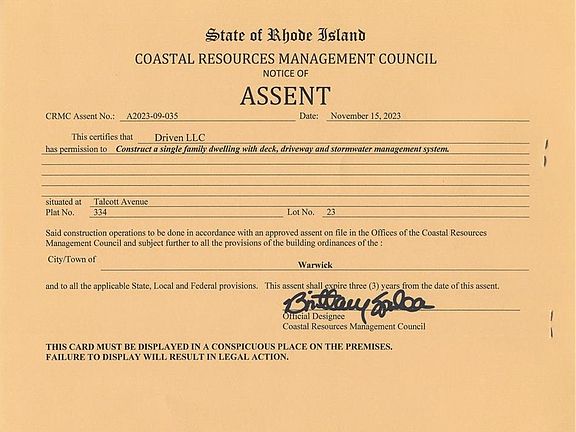 State of Rhode Island
COASTAL RESOURCES MANAGEMENT COUNCIL
NOTICE OF
ASSENT
CRMC Assent No.: A2023-09-035 Date: November 15, 2023
This certifies that Driven LLC
has permission to Construct a single family dwelling with deck, driveway and stormwater management system.
situated at Talcott Avenue
Plat No. 334 Lot No. 23
Said construction operations to be done in accordance with an approved assent on file in the Offices of the Coastal Resources
Management Council and subject further to all the provisions of the building ordinances of the :
City/Town of
Warwick
and to all the applicable State, Local and Federal provisions. This assent shall expire three (3) years from the date of this assent.
Brittany
Official Designee
Coastal Resources Management Council
THIS CARD MUST BE DISPLAYED IN A CONSPICUOUS PLACE ON THE PREMISES.
FAILURE TO DISPLAY WILL RESULT IN LEGAL ACTION.